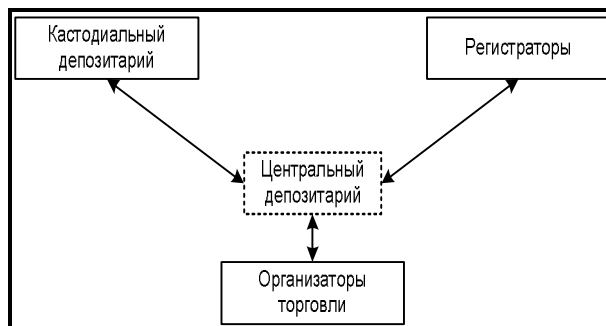 Кастодиальный
депозитарий
Регистраторы
Центральный
депозитарий
Организаторы
торговли